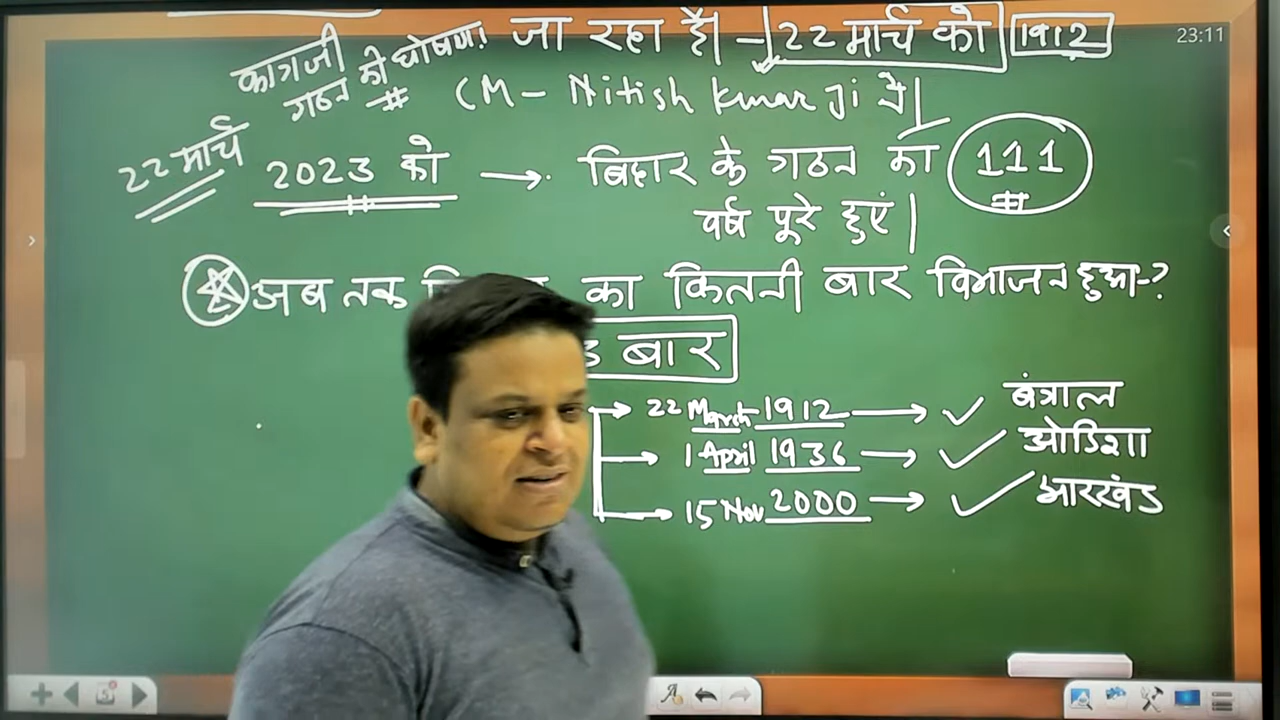 कागजी गठन की घोषणा!
जा रहा है। 22 मार्च को 1912
23:11
CM - Nitish Kumar Ji ने|
22 मार्च 2023 को → बिहार के गठन का 111
वर्ष पूरे हुएं|
अब तक का कितनी बार विभाजन हुआ-?
बार
→ 22 March 1912 → ✓ बंगाल
→ 1 April 1936 → ✓ ओडिशा
→ 15 Nov 2000 → ✓ झारखंड